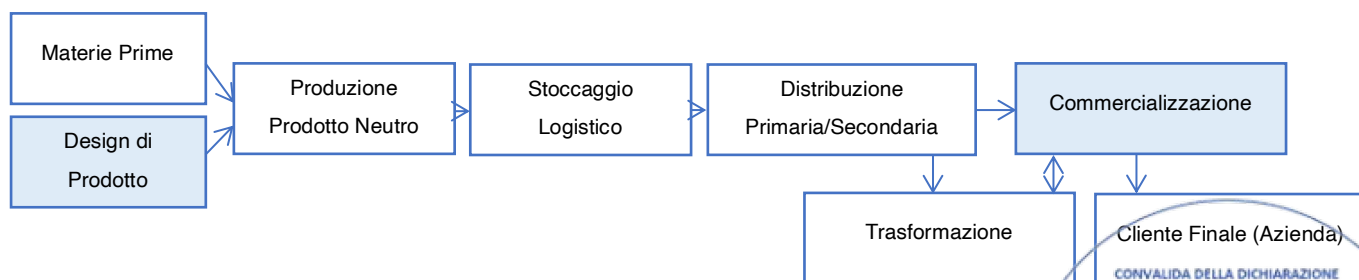 Materie Prime
Design di
Prodotto
Produzione
Prodotto Neutro
Stoccaggio
Logistico
Distribuzione
Primaria/Secondaria
Commercializzazione
Trasformazione
Cliente Finale (Azienda)
CONVALIDA DELLA DICHIARAZIONE